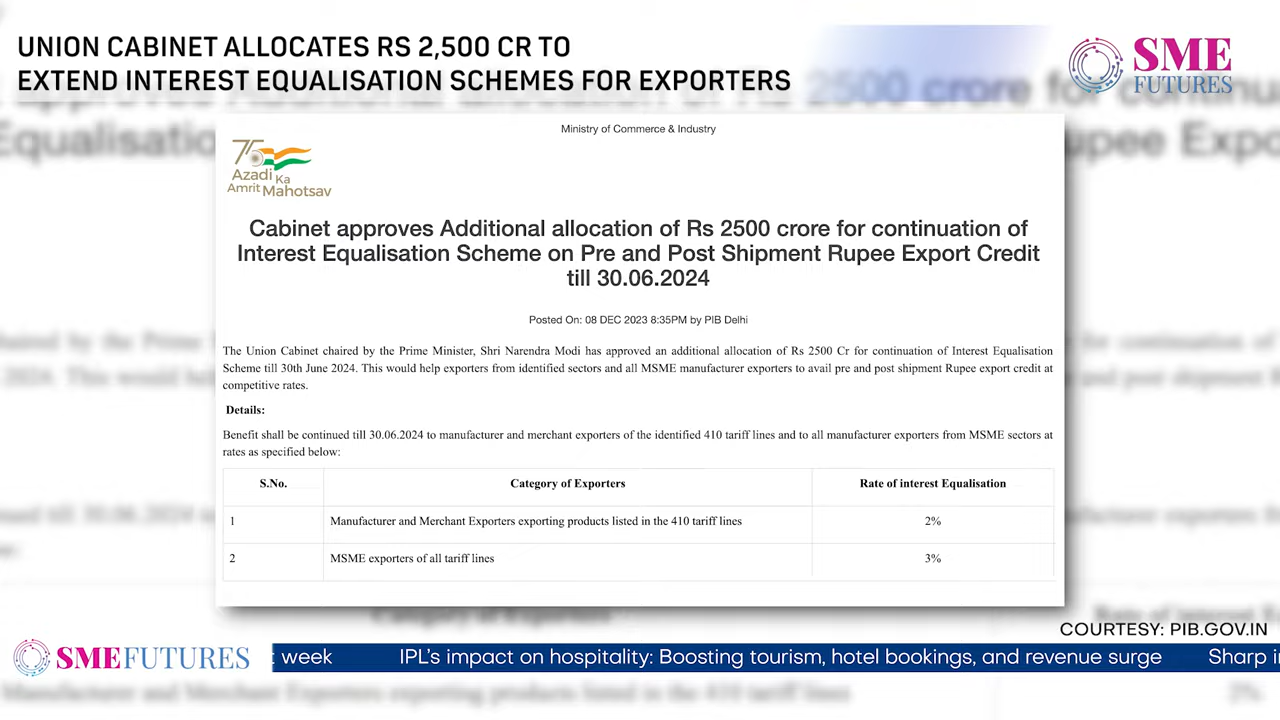 UNION CABINET ALLOCATES RS 2,500 CR TO
EXTEND INTEREST EQUALISATION SCHEMES FOR EXPORTERS
SME
FUTURES
Ministry of Commerce & Industry
75
Azadi Ka
Amrit Mahotsav
Cabinet approves Additional allocation of Rs 2500 crore for continuation of
Interest Equalisation Scheme on Pre and Post Shipment Rupee Export Credit
till 30.06.2024
Posted On: 08 DEC 2023 8:35PM by PIB Delhi
The Union Cabinet chaired by the Prime Minister, Shri Narendra Modi has approved an additional allocation of Rs 2500 Cr for continuation of Interest Equalisation
Scheme till 30th June 2024. This would help exporters from identified sectors and all MSME manufacturer exporters to avail pre and post shipment Rupee export credit at
competitive rates.
Details:
Benefit shall be continued till 30.06.2024 to manufacturer and merchant exporters of the identified 410 tariff lines and to all manufacturer exporters from MSME sectors at
rates as specified below:
S.No. Category of Exporters Rate of interest Equalisation
1 Manufacturer and Merchant Exporters exporting products listed in the 410 tariff lines 2%
2 MSME exporters of all tariff lines 3%
COURTESY: PIB.GOV.IN
SMEFUTURES week IPL's impact on hospitality: Boosting tourism, hotel bookings, and revenue surge Sharp